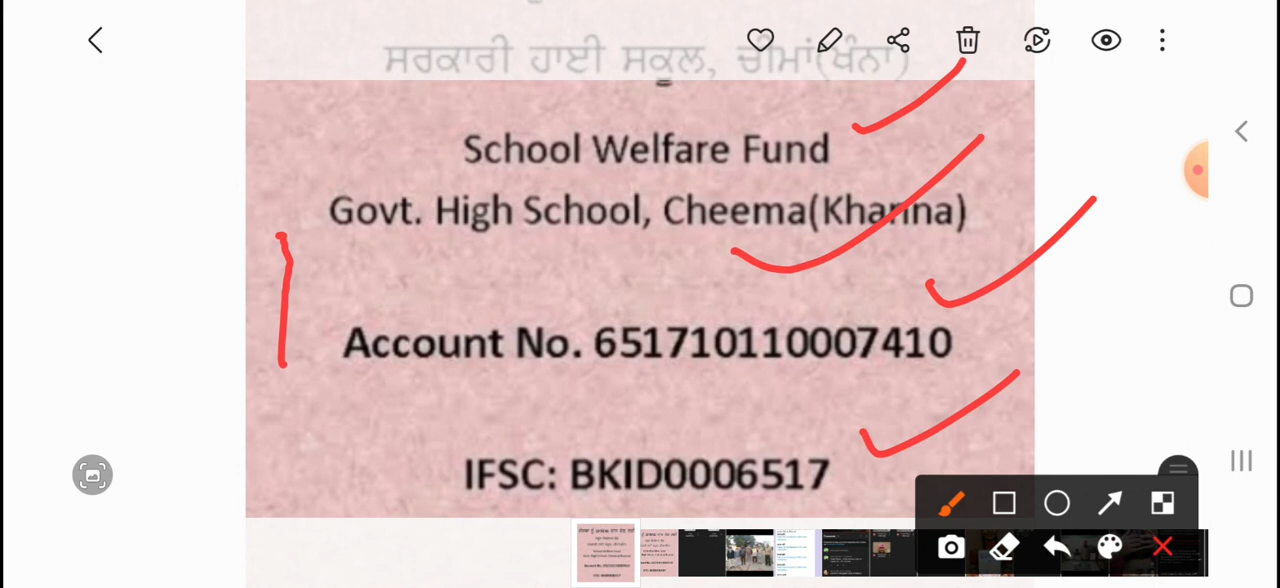 ਸਰਕਾਰੀ ਹਾਈ ਸਕੂਲ, ਚੀਮਾਂ(ਖੰਨਾ)
School Welfare Fund
Govt. High School, Cheema(Khanna)
Account No. 651710110007410
IFSC: BKID0006517